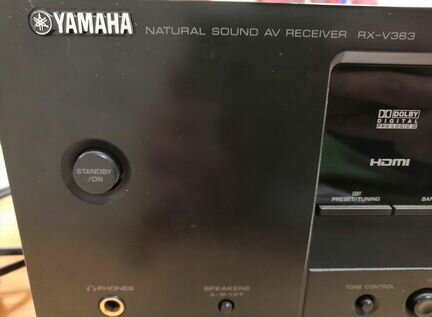 YAMAHA NATURAL SOUND AV RECEIVER RX-V363
DOLBY
DIGITAL
PRO LOGIC II
HDMI
STANDBY
/ON
EDIT
PRESET/TUNING
PHONES
SPEAKERS
A/B/OFF
TONE CONTROL